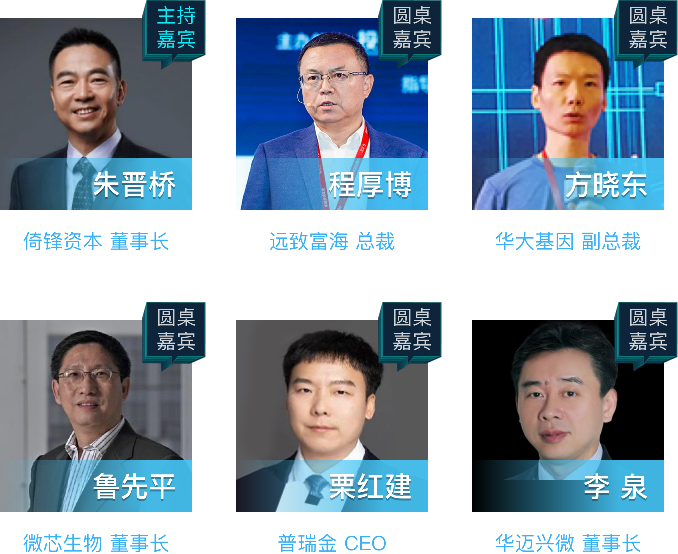 主持
嘉宾
圆桌
嘉宾
圆桌
嘉宾
主办
指导
朱晋桥
程厚博
方晓东
倚锋资本 董事长
远致富海 总裁
华大基因 副总裁
圆桌
嘉宾
圆桌
嘉宾
圆桌
嘉宾
鲁先平
栗红建
李 泉
微芯生物 董事长
普瑞金 CEO
华迈兴微 董事长